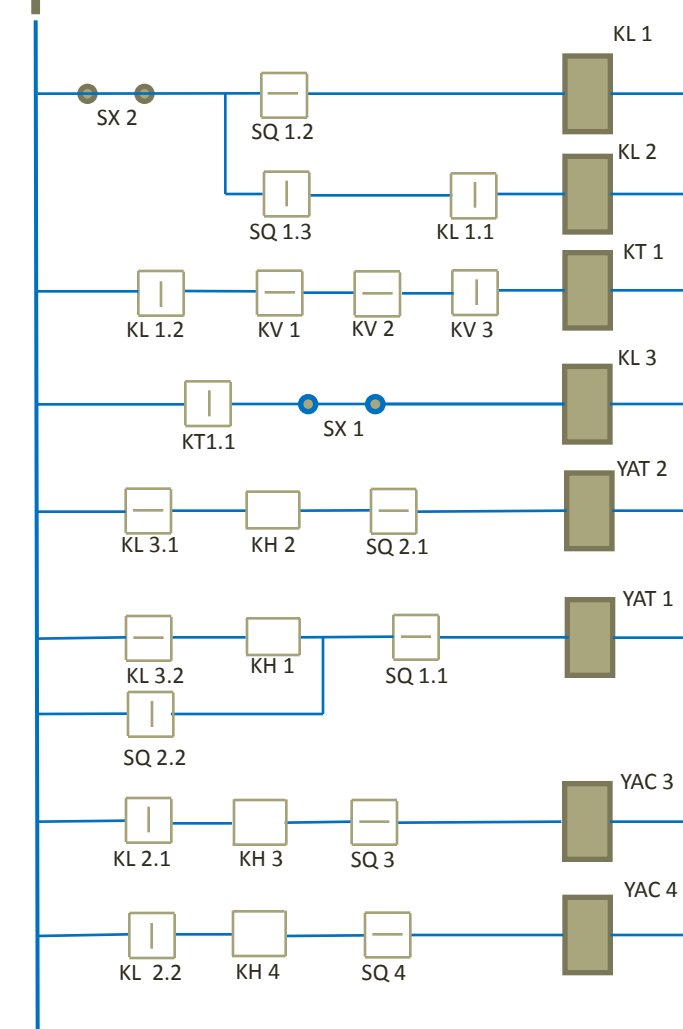 KL 1
SX 2
SQ 1.2
KL 2
SQ 1.3
KL 1.1
KT 1
KL 1.2
KV 1
KV 2
KV 3
KL 3
KT1.1
SX 1
YAT 2
KL 3.1
KH 2
SQ 2.1
YAT 1
KL 3.2
KH 1
SQ 1.1
SQ 2.2
YAC 3
KL 2.1
KH 3
SQ 3
YAC 4
KL 2.2
KH 4
SQ 4